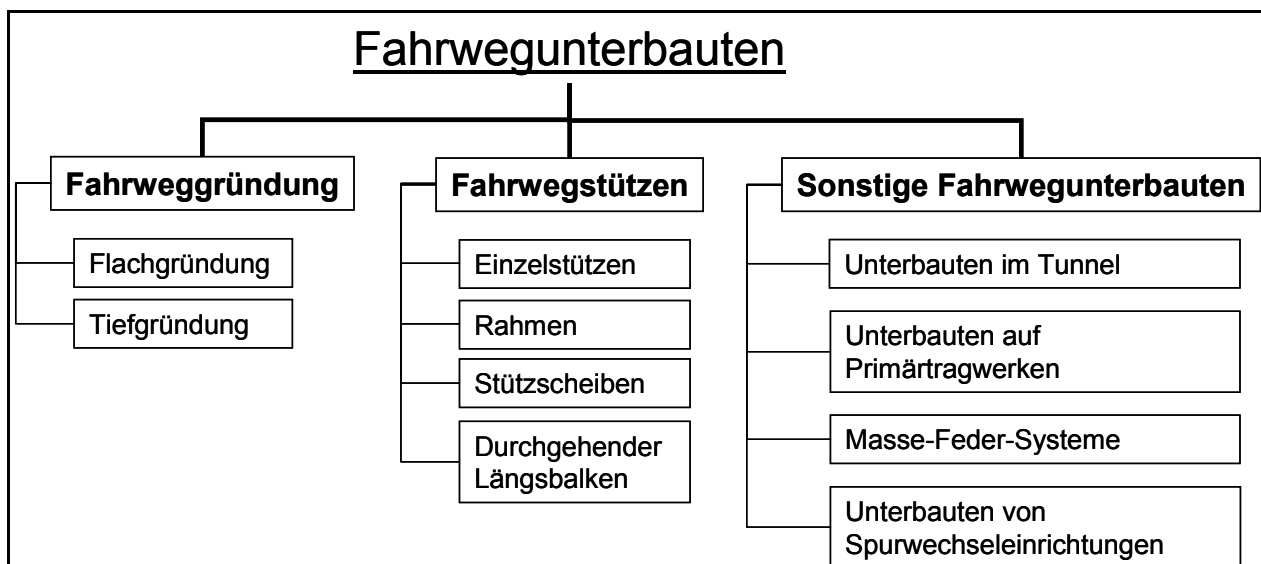 Fahrwegunterbauten
Fahrweggründung
Flachgründung
Tiefgründung
Fahrwegstützen
Einzelstützen
Rahmen
Stützscheiben
Durchgehender
Längsbalken
Sonstige Fahrwegunterbauten
Unterbauten im Tunnel
Unterbauten auf
Primärtragwerken
Masse-Feder-Systeme
Unterbauten von
Spurwechseleinrichtungen